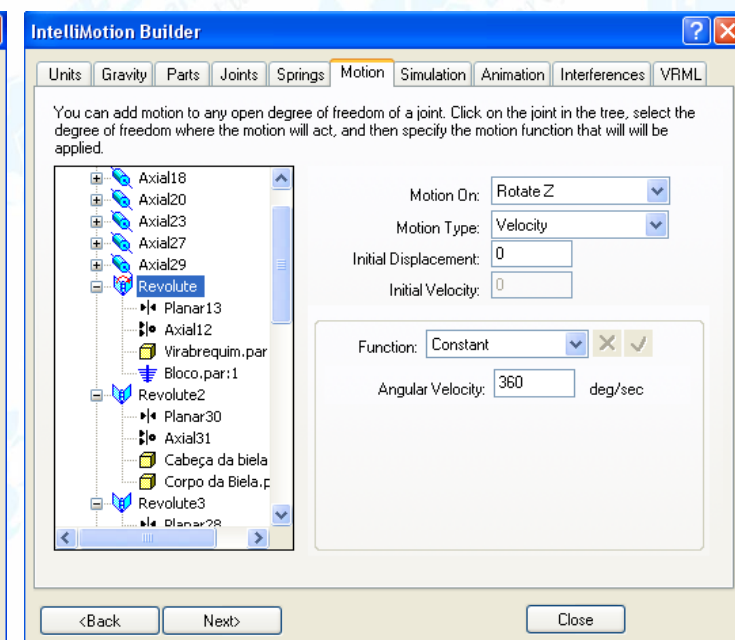 IntelliMotion Builder
Units Gravity Parts Joints Springs Motion Simulation Animation Interferences VRML
You can add motion to any open degree of freedom of a joint. Click on the joint in the tree, select the
degree of freedom where the motion will act, and then specify the motion function that will will be
applied.
Axial18
Axial20
Axial23
Axial27
Axial29
Revolute
Planar13
Axial12
Virabrequim.par
Bloco.par:1
Revolute2
Planar30
Axial31
Cabeça da biela
Corpo da Biela.p
Revolute3
Planar28
Motion On: Rotate Z
Motion Type: Velocity
Initial Displacement: 0
Initial Velocity: 0
Function: Constant
Angular Velocity: 360 deg/sec
<Back Next> Close